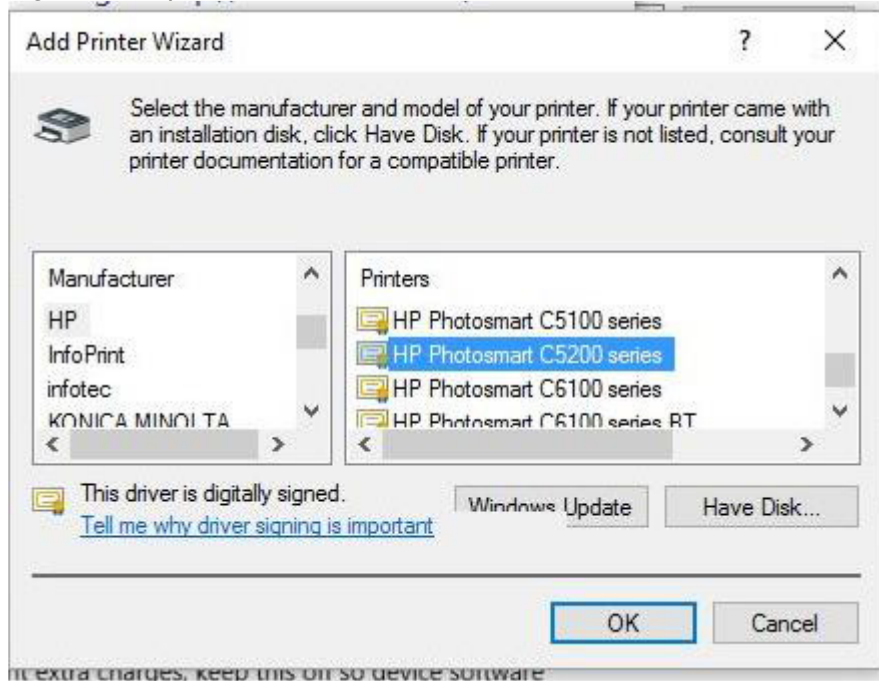 Add Printer Wizard
?
Select the manufacturer and model of your printer. If your printer came with
an installation disk, click Have Disk. If your printer is not listed, consult your
printer documentation for a compatible printer.
Manufacturer
HP
InfoPrint
infotec
KONICA MINOLTA
Printers
HP Photosmart C5100 series
HP Photosmart C5200 series
HP Photosmart C6100 series
HP Photosmart C6100 series BT
This driver is digitally signed.
Tell me why driver signing is important
Windows Update
Have Disk...
OK
Cancel
nt extra charges, keep this off so device software